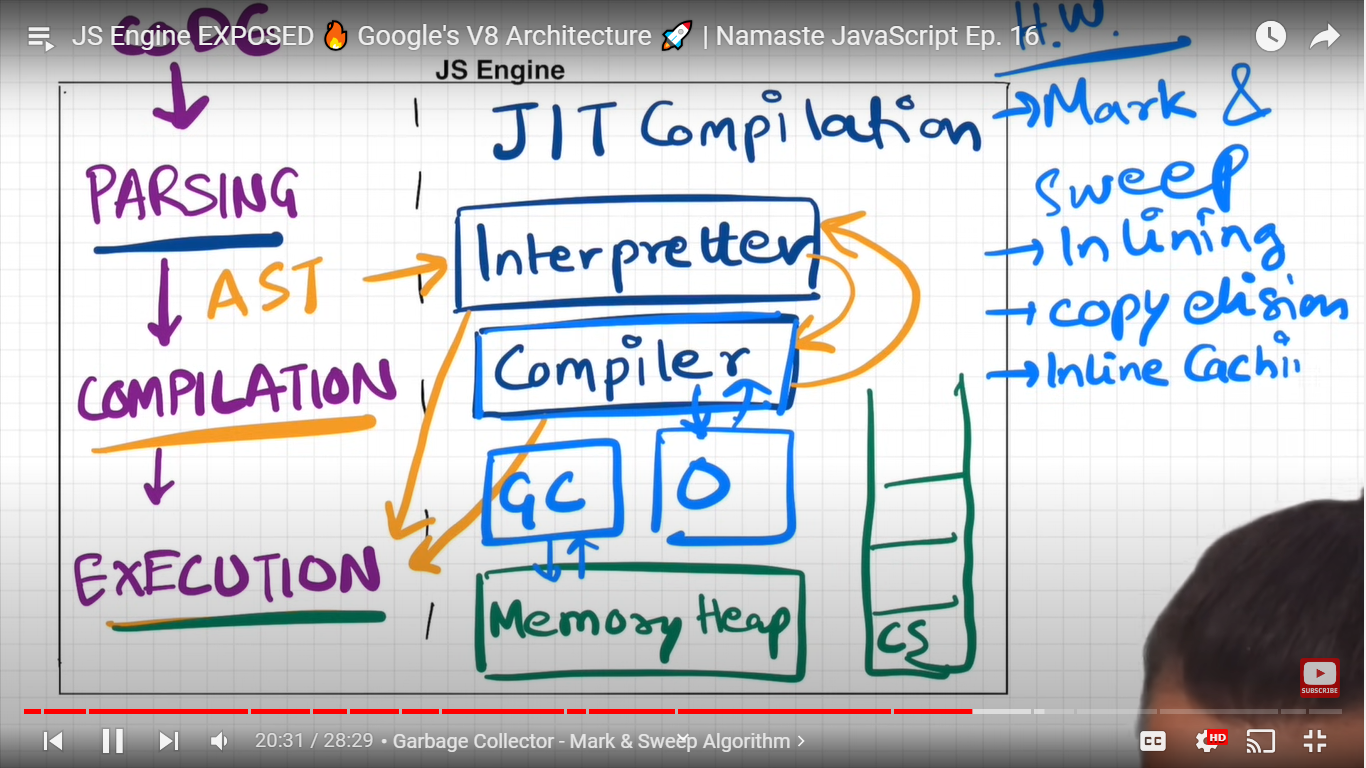 CODE
JS Engine EXPOSED 🔥 Google's V8 Architecture 🚀 | Namaste JavaScript Ep. 16
H.W.
JS Engine
JIT Compilation
→ Mark &
Sweep
→ Inlining
→ copy elision
→ Inline Cachi
PARSING
AST
Interpretter
COMPILATION
Compiler
GC
O
EXECUTION
Memory Heap
CS
SUBSCRIBE
20:31 / 28:29 • Garbage Collector - Mark & Sweep Algorithm >
CC
HD